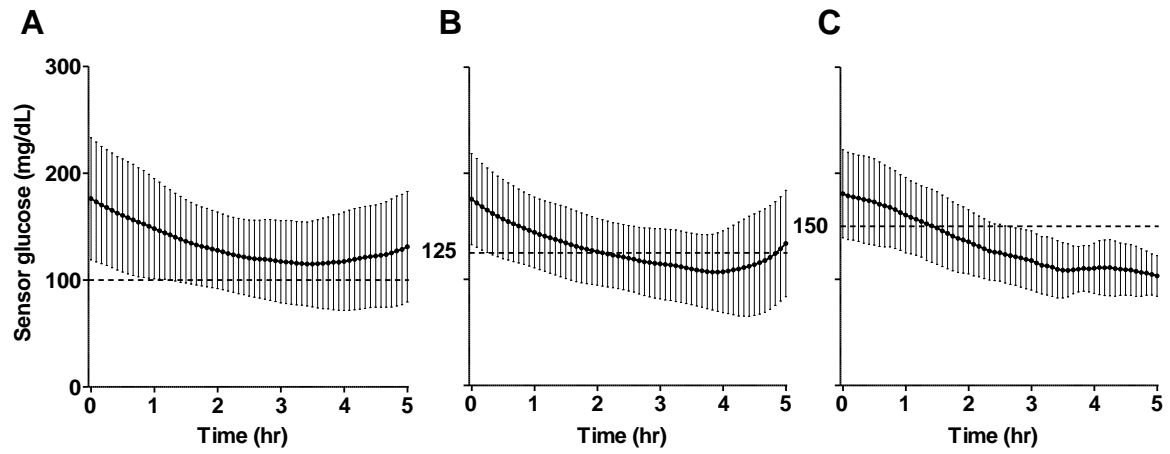 A
B
C
Sensor glucose (mg/dL)
300
200
100
0
125
150
0 1 2 3 4 5
0 1 2 3 4 5
0 1 2 3 4 5
Time (hr)
Time (hr)
Time (hr)